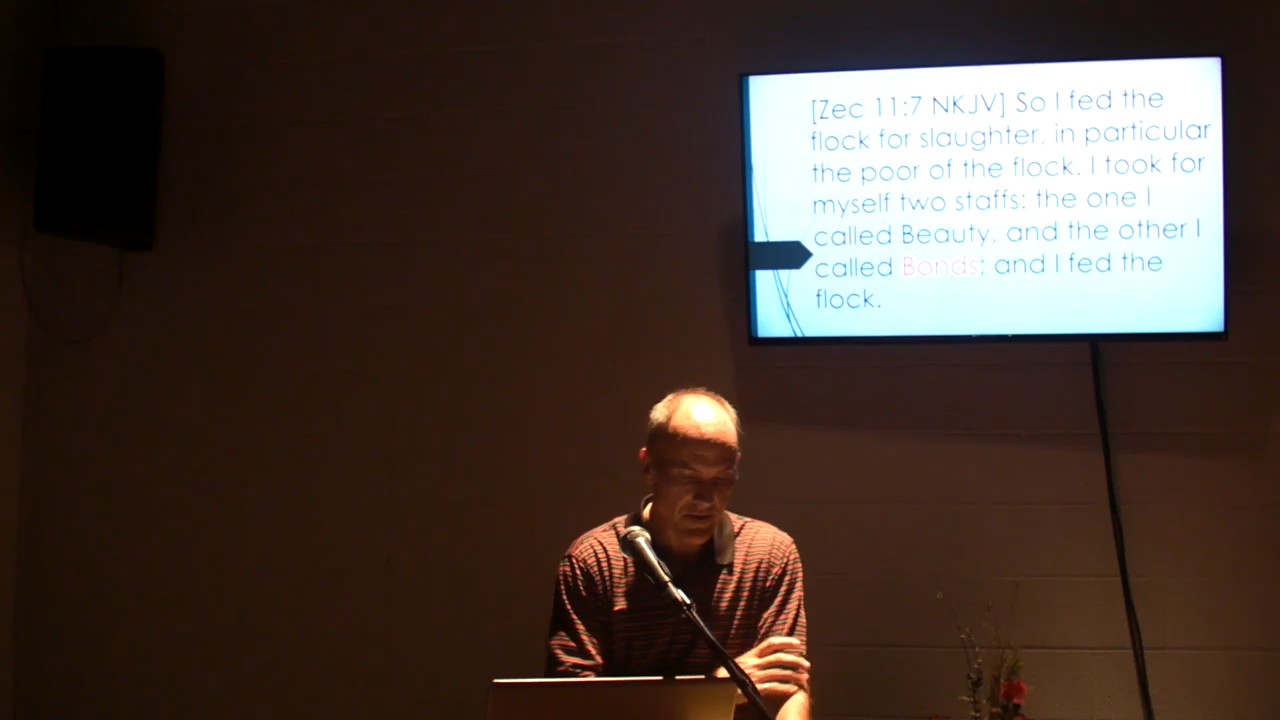 [Zec 11:7 NKJV] So I fed the
flock for slaughter, in particular
the poor of the flock. I took for
myself two staffs: the one I
called Beauty, and the other I
called Bonds; and I fed the
flock.